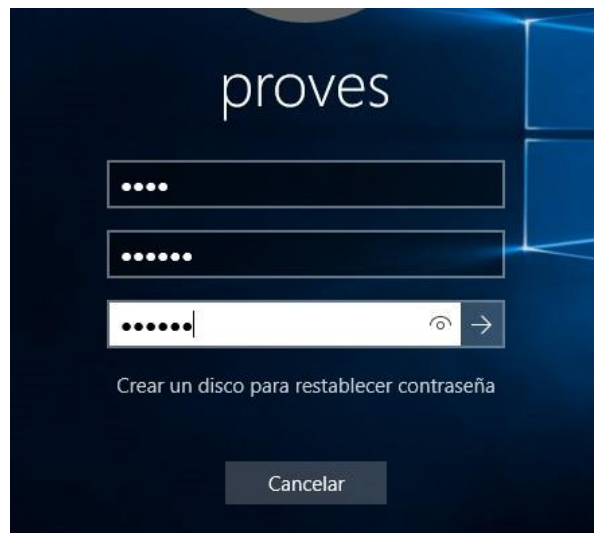 proves
••••
••••••
••••••
Crear un disco para restablecer contraseña
Cancelar